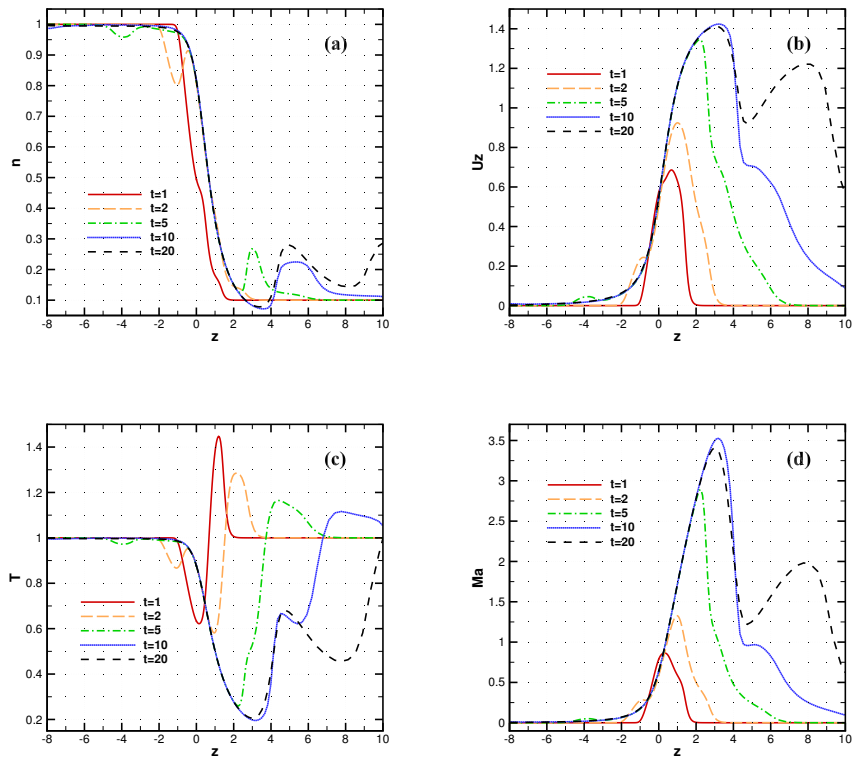 1
0.9
0.8
0.7
0.6
0.5
0.4
0.3
0.2
0.1
n
(a)
t=1
t=2
t=5
t=10
t=20
-8 -6 -4 -2 0 2 4 6 8 10
z
1.4
1.2
1
0.8
0.6
0.4
0.2
0
Uz
(b)
t=1
t=2
t=5
t=10
t=20
-8 -6 -4 -2 0 2 4 6 8 10
z
1.4
1.2
1
0.8
0.6
0.4
0.2
T
(c)
t=1
t=2
t=5
t=10
t=20
-8 -6 -4 -2 0 2 4 6 8 10
z
3.5
3
2.5
2
1.5
1
0.5
0
Ma
(d)
t=1
t=2
t=5
t=10
t=20
-8 -6 -4 -2 0 2 4 6 8 10
z